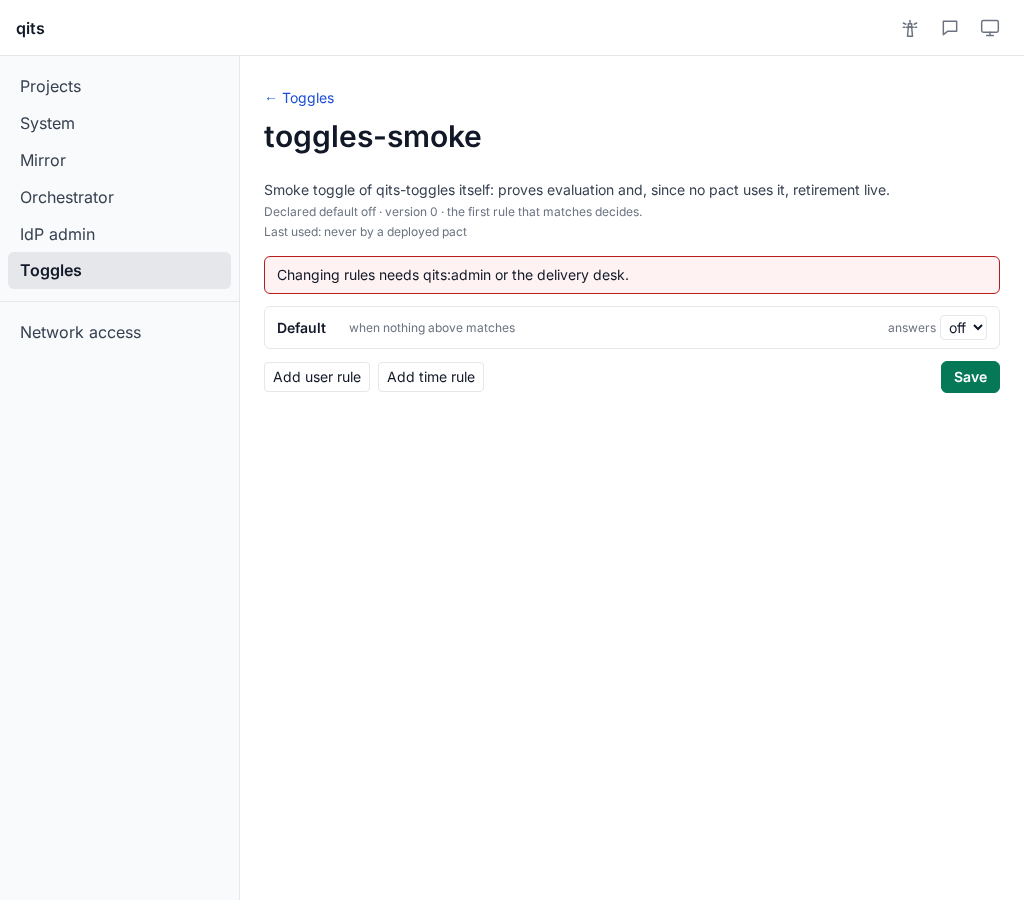 qits
Projects
System
Mirror
Orchestrator
IdP admin
Toggles
Network access
← Toggles
toggles-smoke
Smoke toggle of qits-toggles itself: proves evaluation and, since no pact uses it, retirement live.
Declared default off · version 0 · the first rule that matches decides.
Last used: never by a deployed pact
Changing rules needs qits:admin or the delivery desk.
Default when nothing above matches answers off
Add user rule Add time rule Save